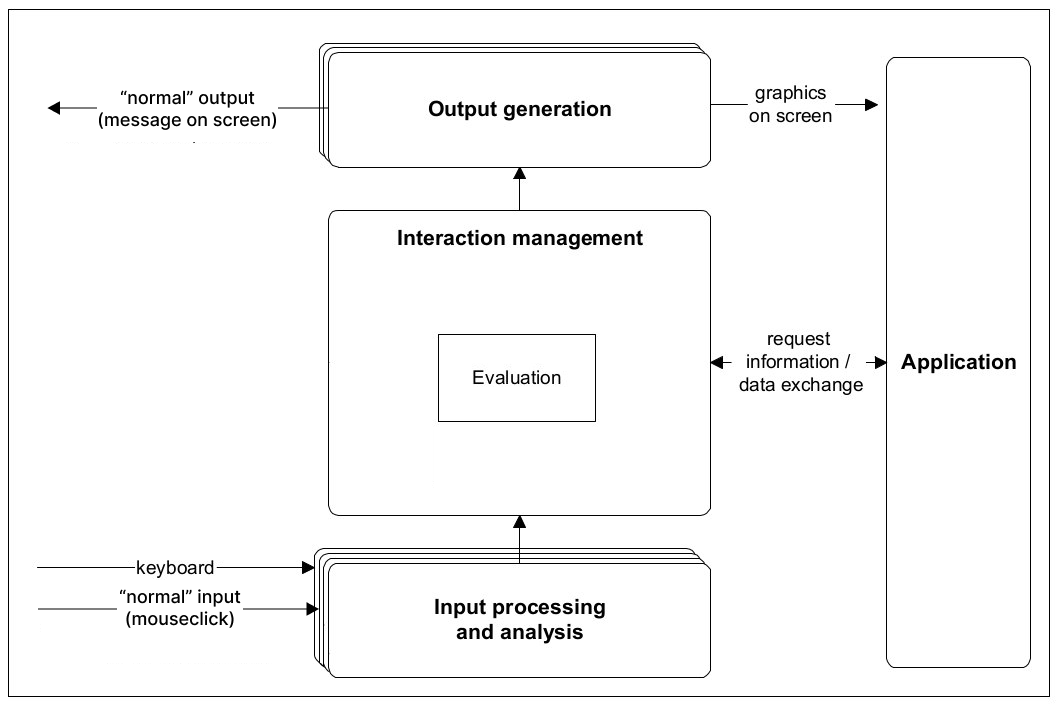 “normal” output
(message on screen)
Output generation
graphics
on screen
Interaction management
Evaluation
request
information /
data exchange
Application
keyboard
“normal” input
(mouseclick)
Input processing
and analysis